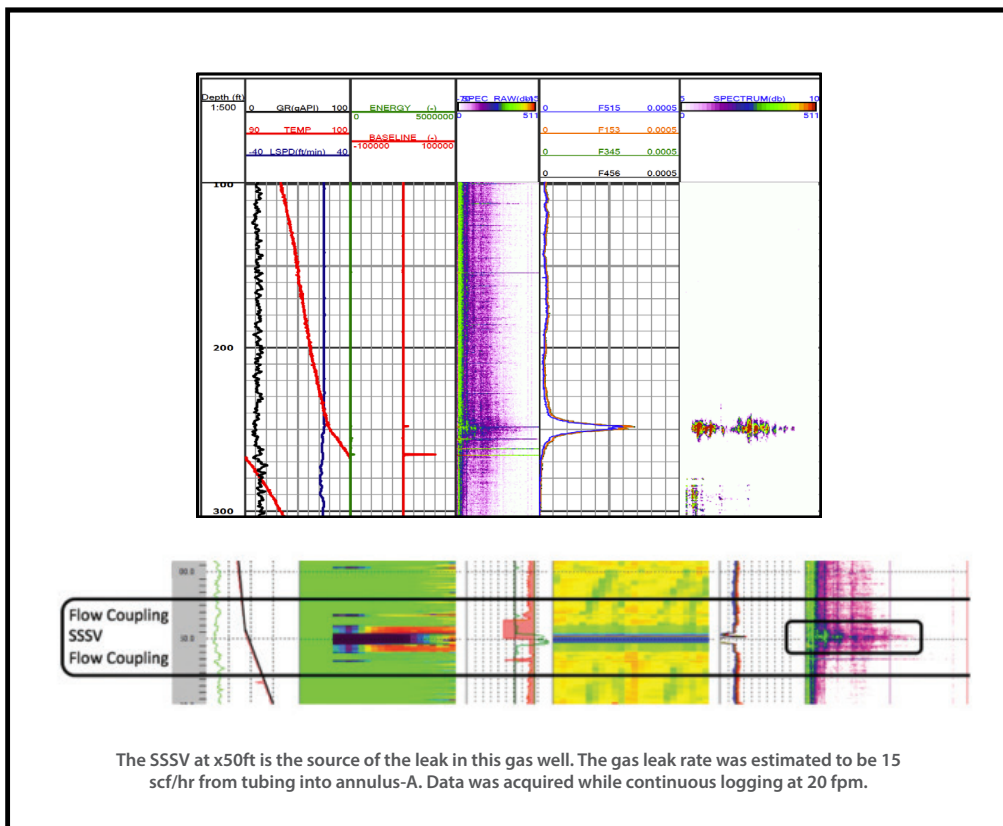 Depth (ft)
1:500
0 GR(gAPI) 100
90 TEMP 100
-40 LSPD(ft/min) 40
ENERGY (-)
0 5000000
BASELINE (-)
-100000 100000
SPEC_RAW(db)
0 511
0 F515 0.0005
0 F153 0.0005
0 F345 0.0005
0 F456 0.0005
5 SPECTRUM(db) 10
0 511
100
200
300
Flow Coupling
SSSV
Flow Coupling
The SSSV at x50ft is the source of the leak in this gas well. The gas leak rate was estimated to be 15
scf/hr from tubing into annulus-A. Data was acquired while continuous logging at 20 fpm.